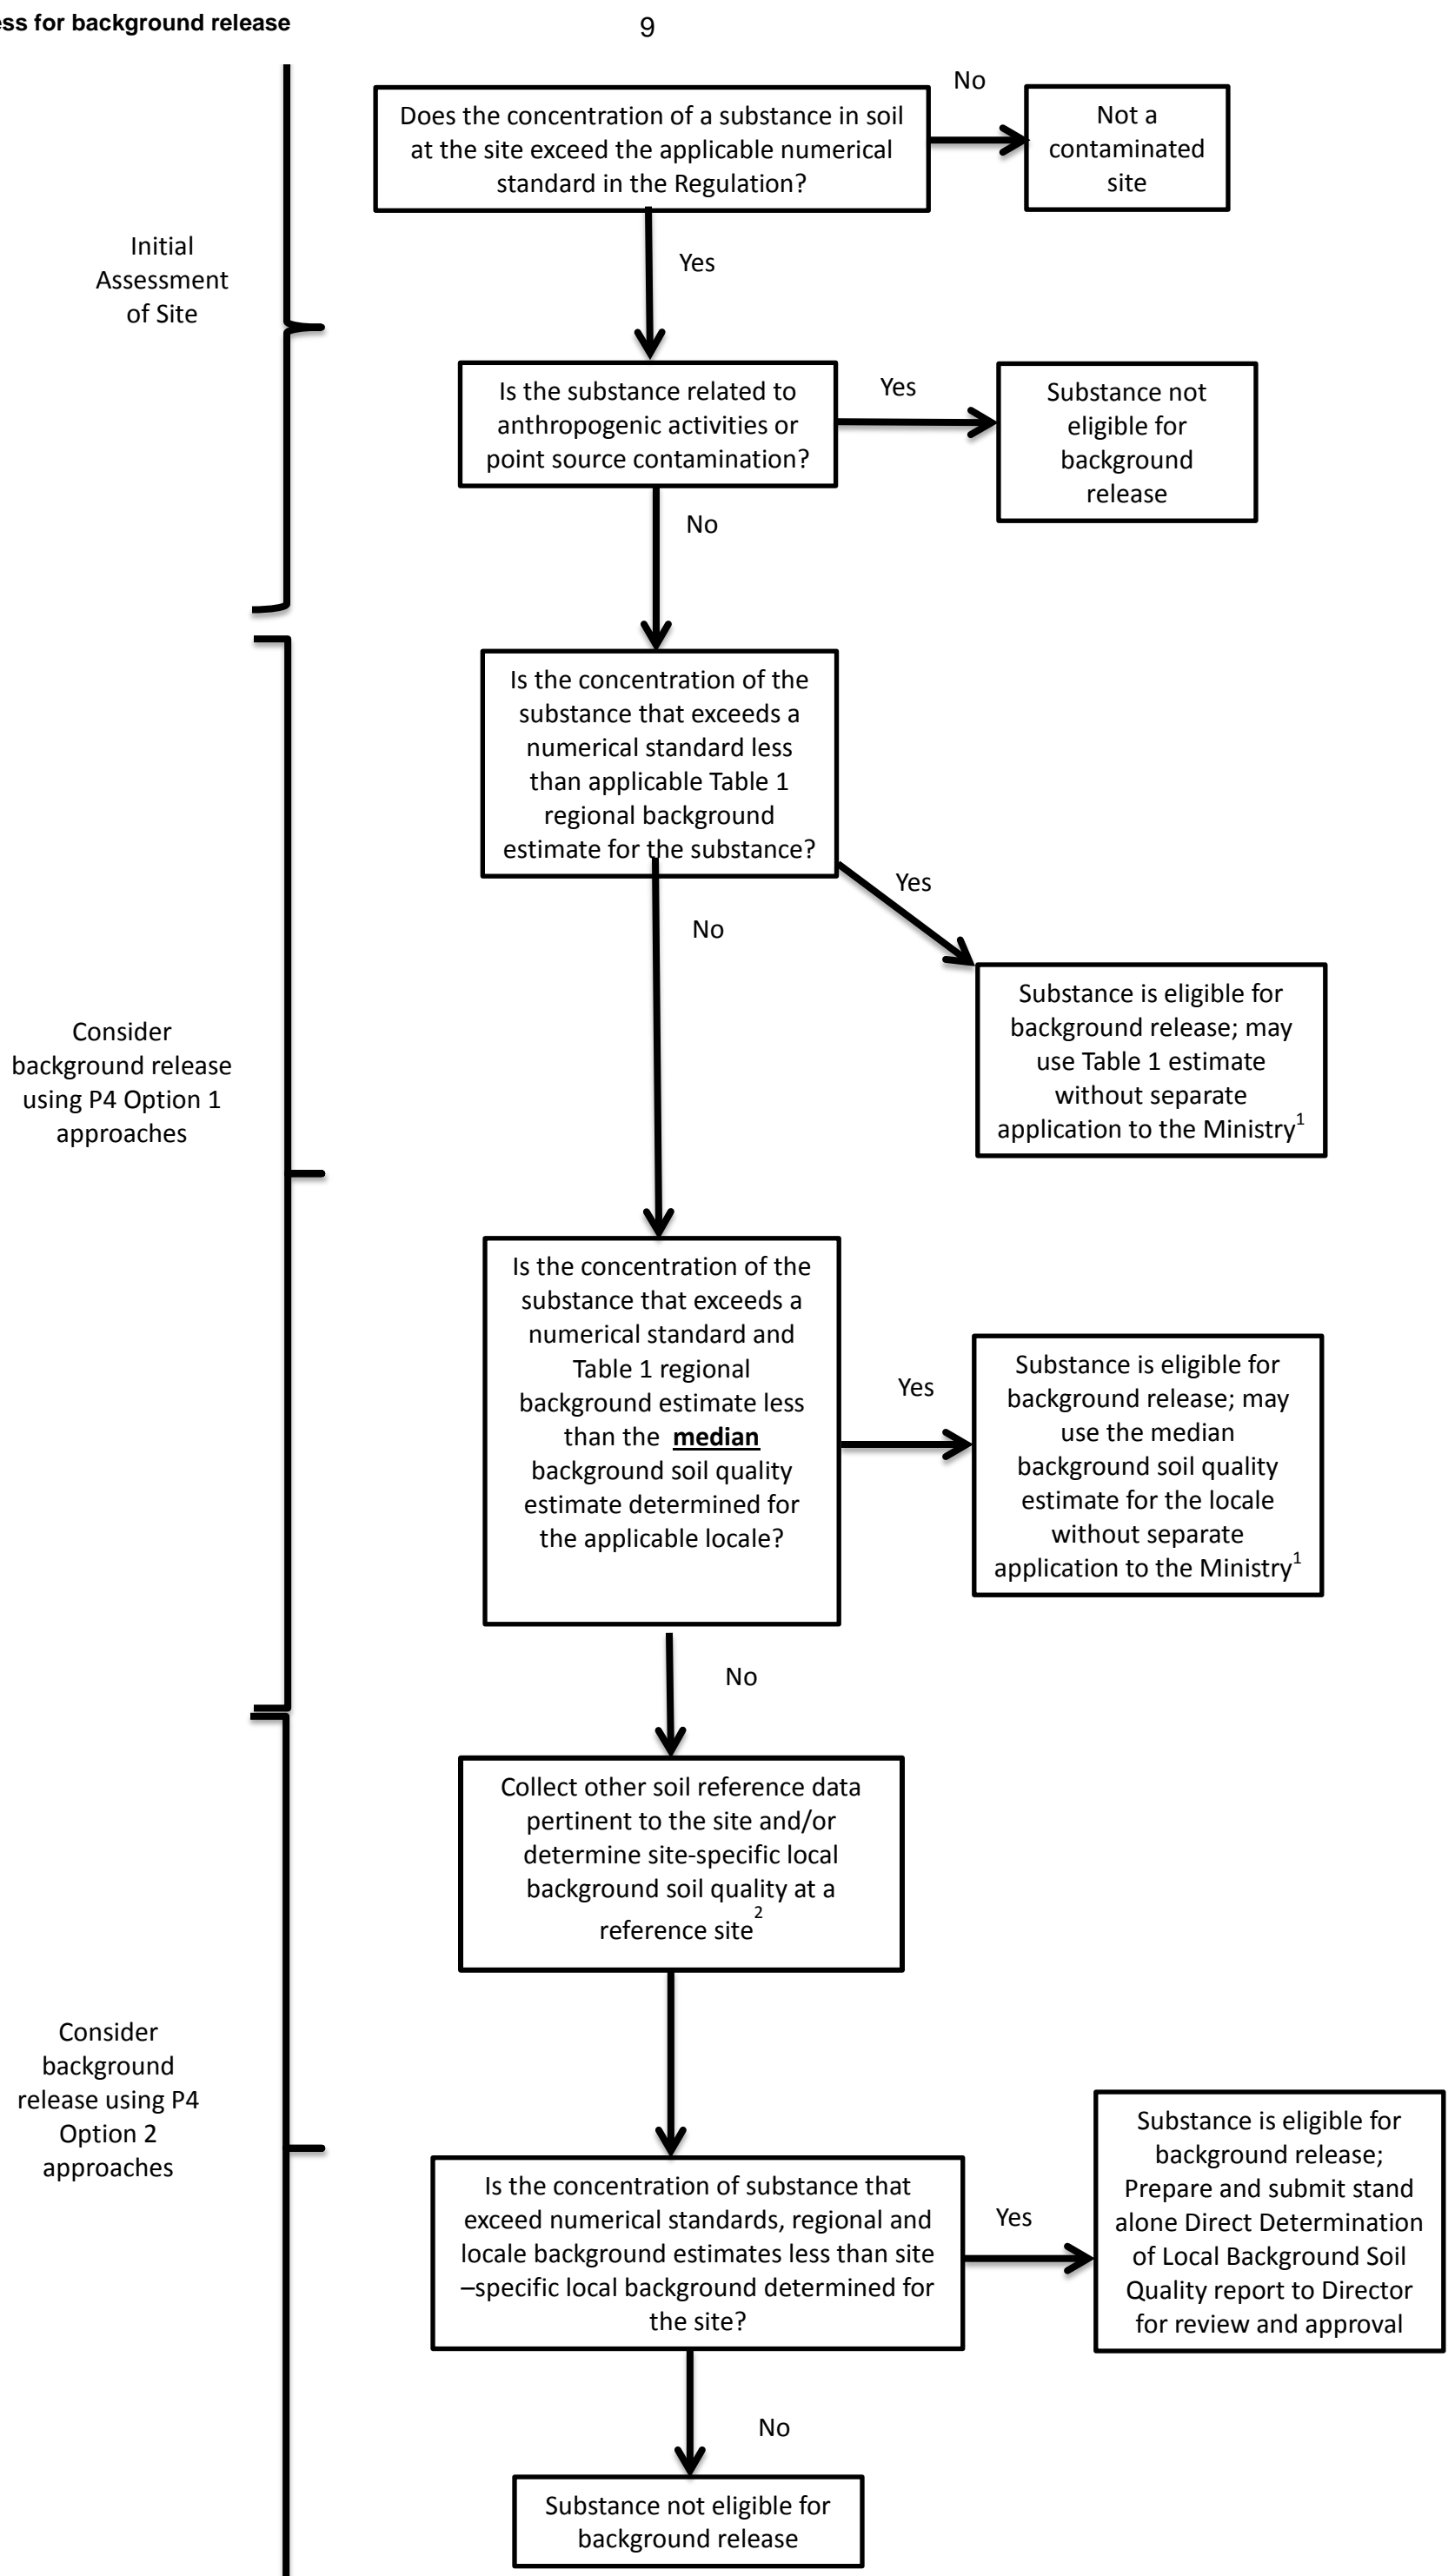 ess for background release
9
Does the concentration of a substance in soil
at the site exceed the applicable numerical
standard in the Regulation?
No
Not a
contaminated
site
Initial
Assessment
of Site
Yes
Is the substance related to
anthropogenic activities or
point source contamination?
Yes
Substance not
eligible for
background
release
No
Is the concentration of the
substance that exceeds a
numerical standard less
than applicable Table 1
regional background
estimate for the substance?
Yes
No
Substance is eligible for
background release; may
use Table 1 estimate
without separate
application to the Ministry1
Consider
background release
using P4 Option 1
approaches
Is the concentration of the
substance that exceeds a
numerical standard and
Table 1 regional
background estimate less
than the median
background soil quality
estimate determined for
the applicable locale?
Yes
Substance is eligible for
background release; may
use the median
background soil quality
estimate for the locale
without separate
application to the Ministry1
No
Collect other soil reference data
pertinent to the site and/or
determine site-specific local
background soil quality at a
reference site2
Consider
background
release using P4
Option 2
approaches
Is the concentration of substance that
exceed numerical standards, regional and
locale background estimates less than site
–specific local background determined for
the site?
Yes
Substance is eligible for
background release;
Prepare and submit stand
alone Direct Determination
of Local Background Soil
Quality report to Director
for review and approval
No
Substance not eligible for
background release